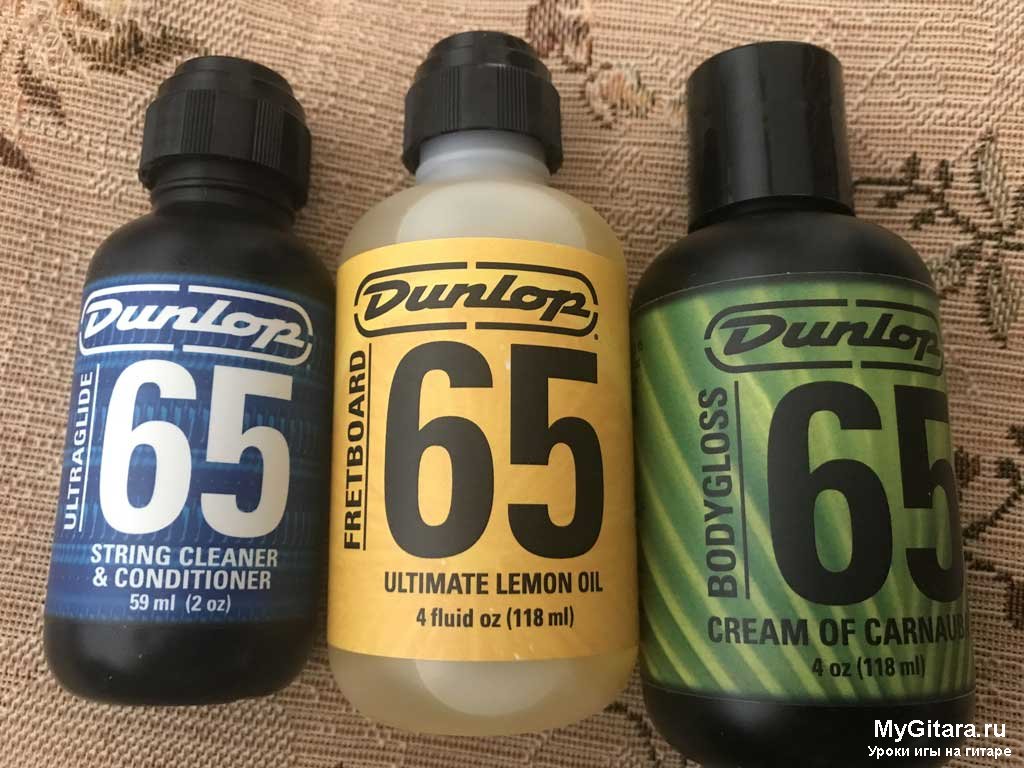 Dunlop
ULTRAGLIDE
65
STRING CLEANER
& CONDITIONER
59 ml (2 oz)
Dunlop
FRETBOARD
65
ULTIMATE LEMON OIL
4 fluid oz (118 ml)
Dunlop
BODYGLOSS
65
CREAM OF CARNAUBA
4 oz (118 ml)
MyGitara.ru
Уроки игы на гитаре